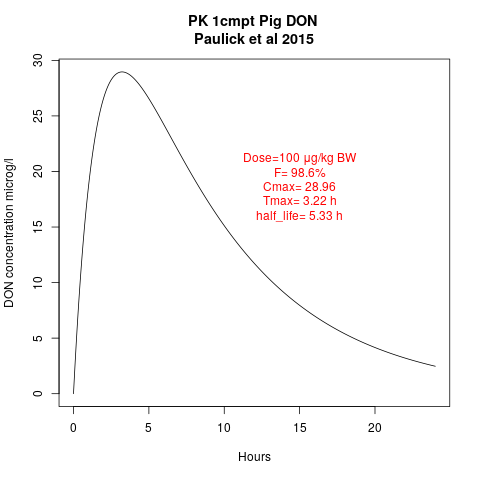 PK 1cmpt Pig DON
Paulick et al 2015
DON concentration microg/l
30
25
20
15
10
5
0
Dose=100 µg/kg BW
F= 98.6%
Cmax= 28.96
Tmax= 3.22 h
half_life= 5.33 h
0 5 10 15 20
Hours